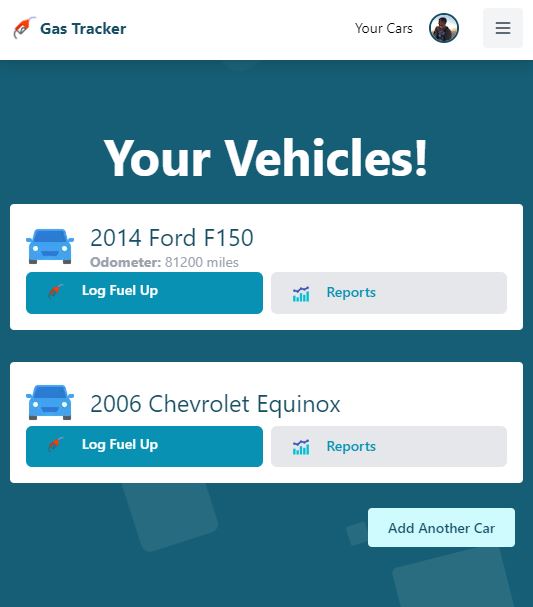 Gas Tracker
Your Cars
Your Vehicles!
2014 Ford F150
Odometer: 81200 miles
Log Fuel Up
Reports
2006 Chevrolet Equinox
Log Fuel Up
Reports
Add Another Car